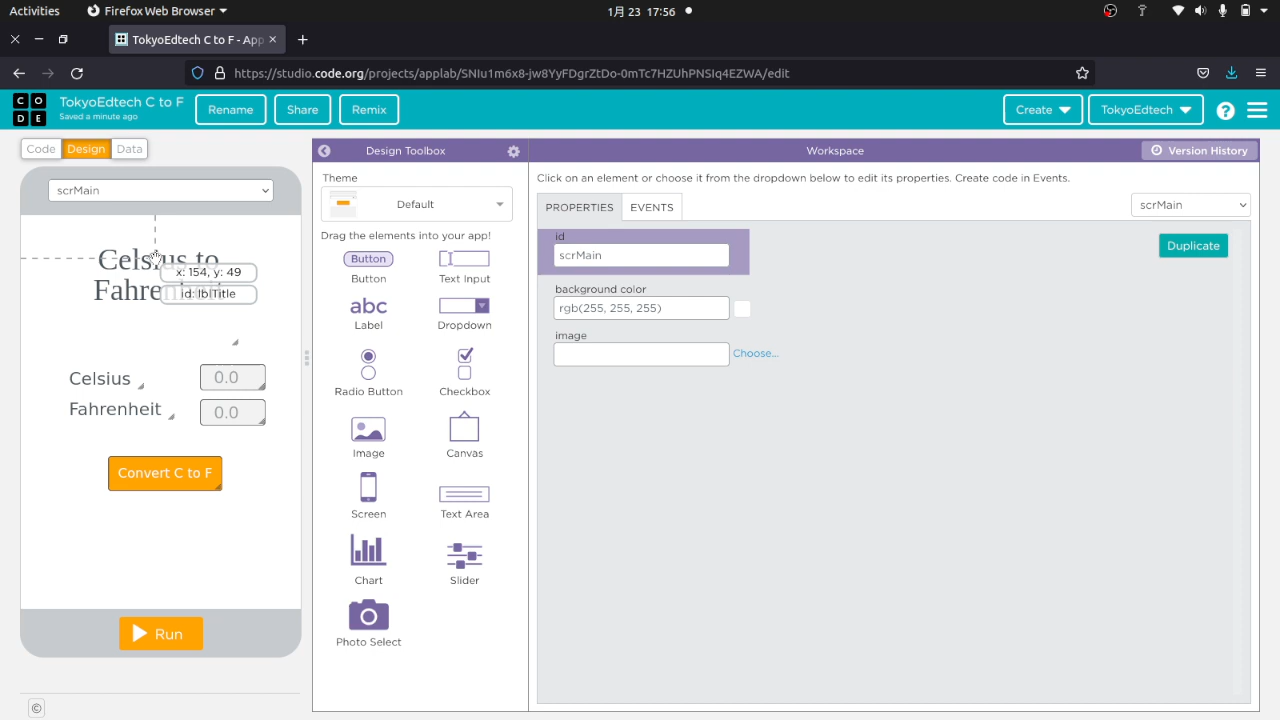 Activities
Firefox Web Browser
1月 23 17:56
TokyoEdtech C to F - App
https://studio.code.org/projects/applab/SNIu1m6x8-jw8YyFDgrZtDo-0mTc7HZUhPNSIq4EZWA/edit
C O
D E
TokyoEdtech C to F
Saved a minute ago
Rename
Share
Remix
Create
TokyoEdtech
?
Code
Design
Data
Design Toolbox
Workspace
Version History
scrMain
Theme
Default
Drag the elements into your app!
Button
Button
Text Input
abc
Label
Dropdown
Radio Button
Checkbox
Image
Canvas
Screen
Text Area
Chart
Slider
Photo Select
Click on an element or choose it from the dropdown below to edit its properties. Create code in Events.
PROPERTIES
EVENTS
scrMain
id
scrMain
Duplicate
background color
rgb(255, 255, 255)
image
Choose...
Celsius to
x: 154, y: 49
id: lblTitle
Celsius
0.0
Fahrenheit
0.0
Convert C to F
Run
©